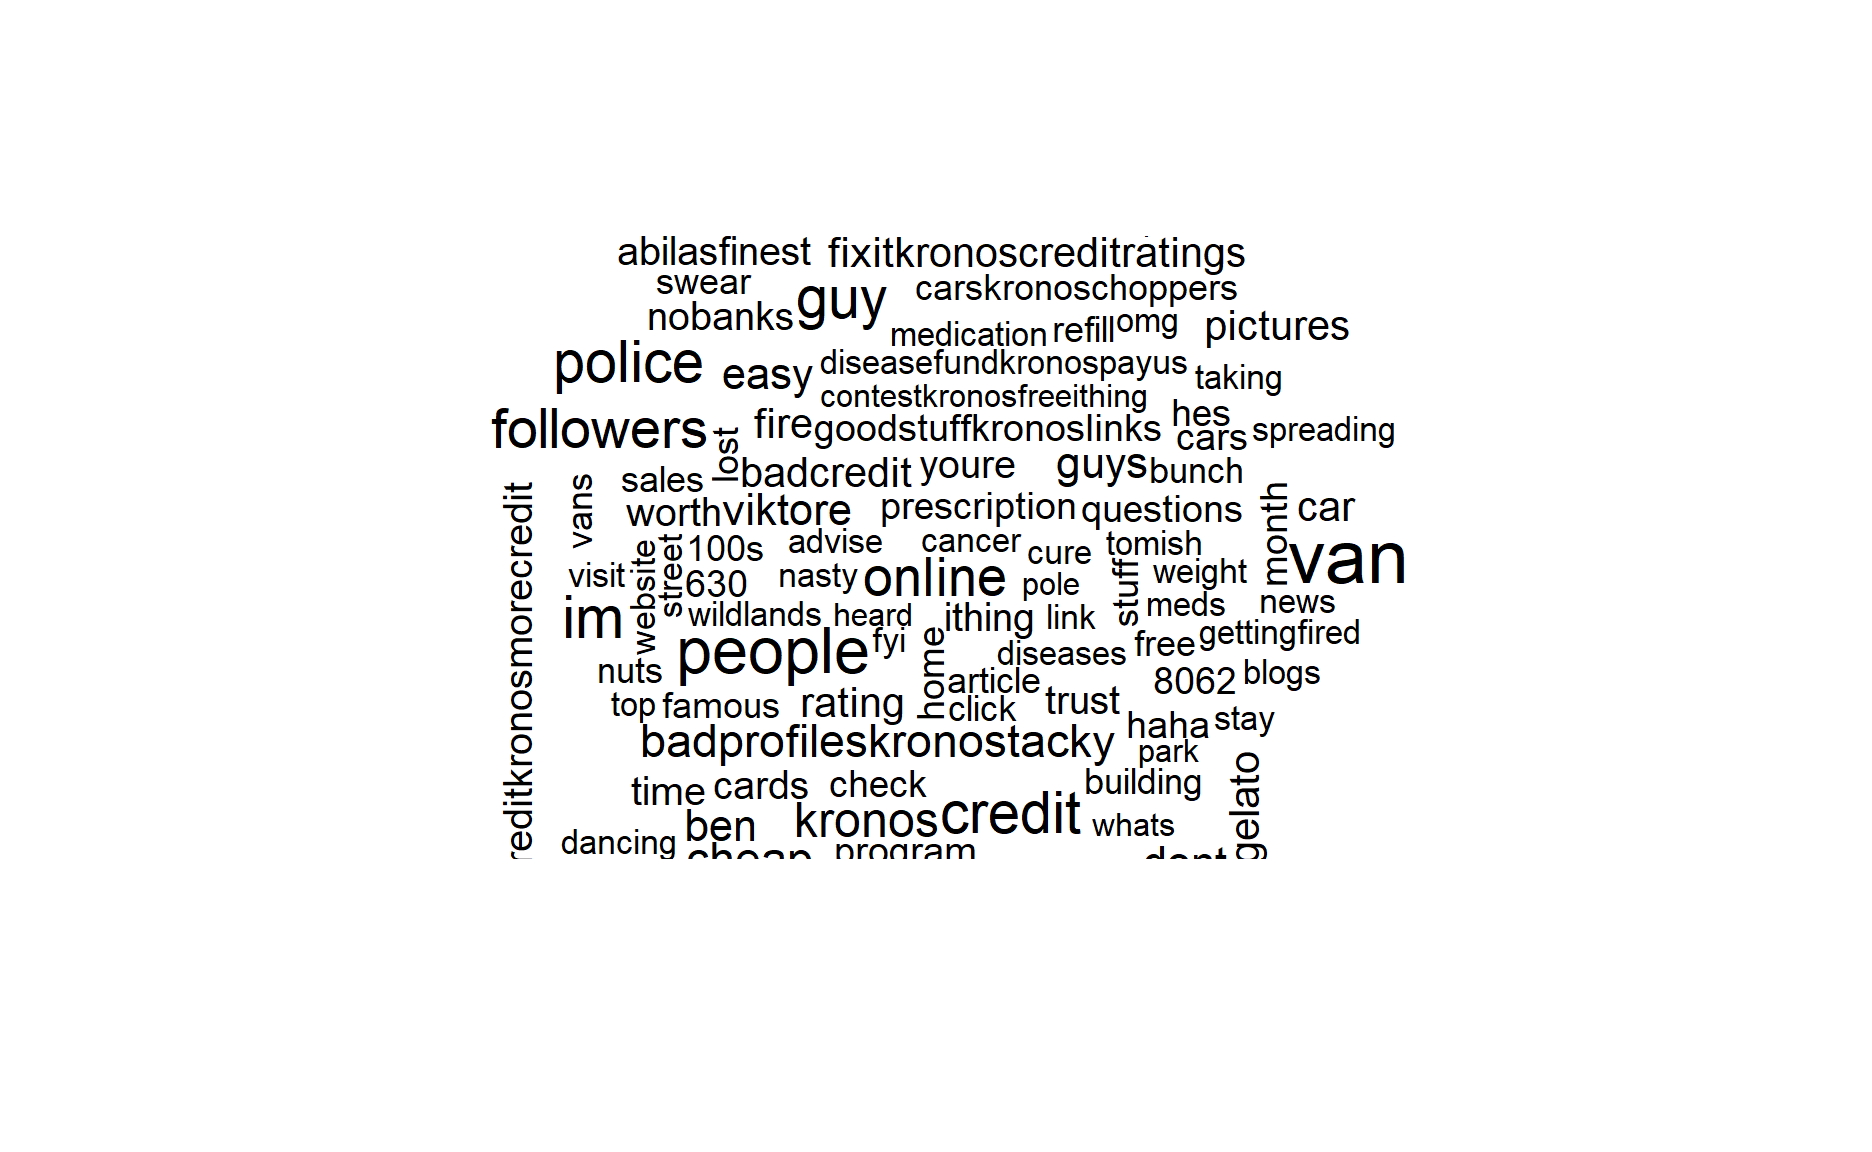 abilasfinest fixitkronoscreditratings
swear guy carskronoschoppers
nobanks medication refill omg pictures
police easy diseasefundkronospayus taking
contestkronosfreeithing hes
followers lost fire goodstuffkronoslinks cars spreading
sales badcredit youre guys bunch
vans worth viktore prescription questions month car
reditkronosmorecredit
website street 100s advise cancer cure tomish van
visit 630 nasty online pole stuff weight
im wildlands heard ithing link meds news
people fyi home diseases free gettingfired
nuts article 8062 blogs
top famous rating click trust haha stay
badprofileskronostacky park
time cards check building gelato
ben kronos credit whats
dancing cheap program dont